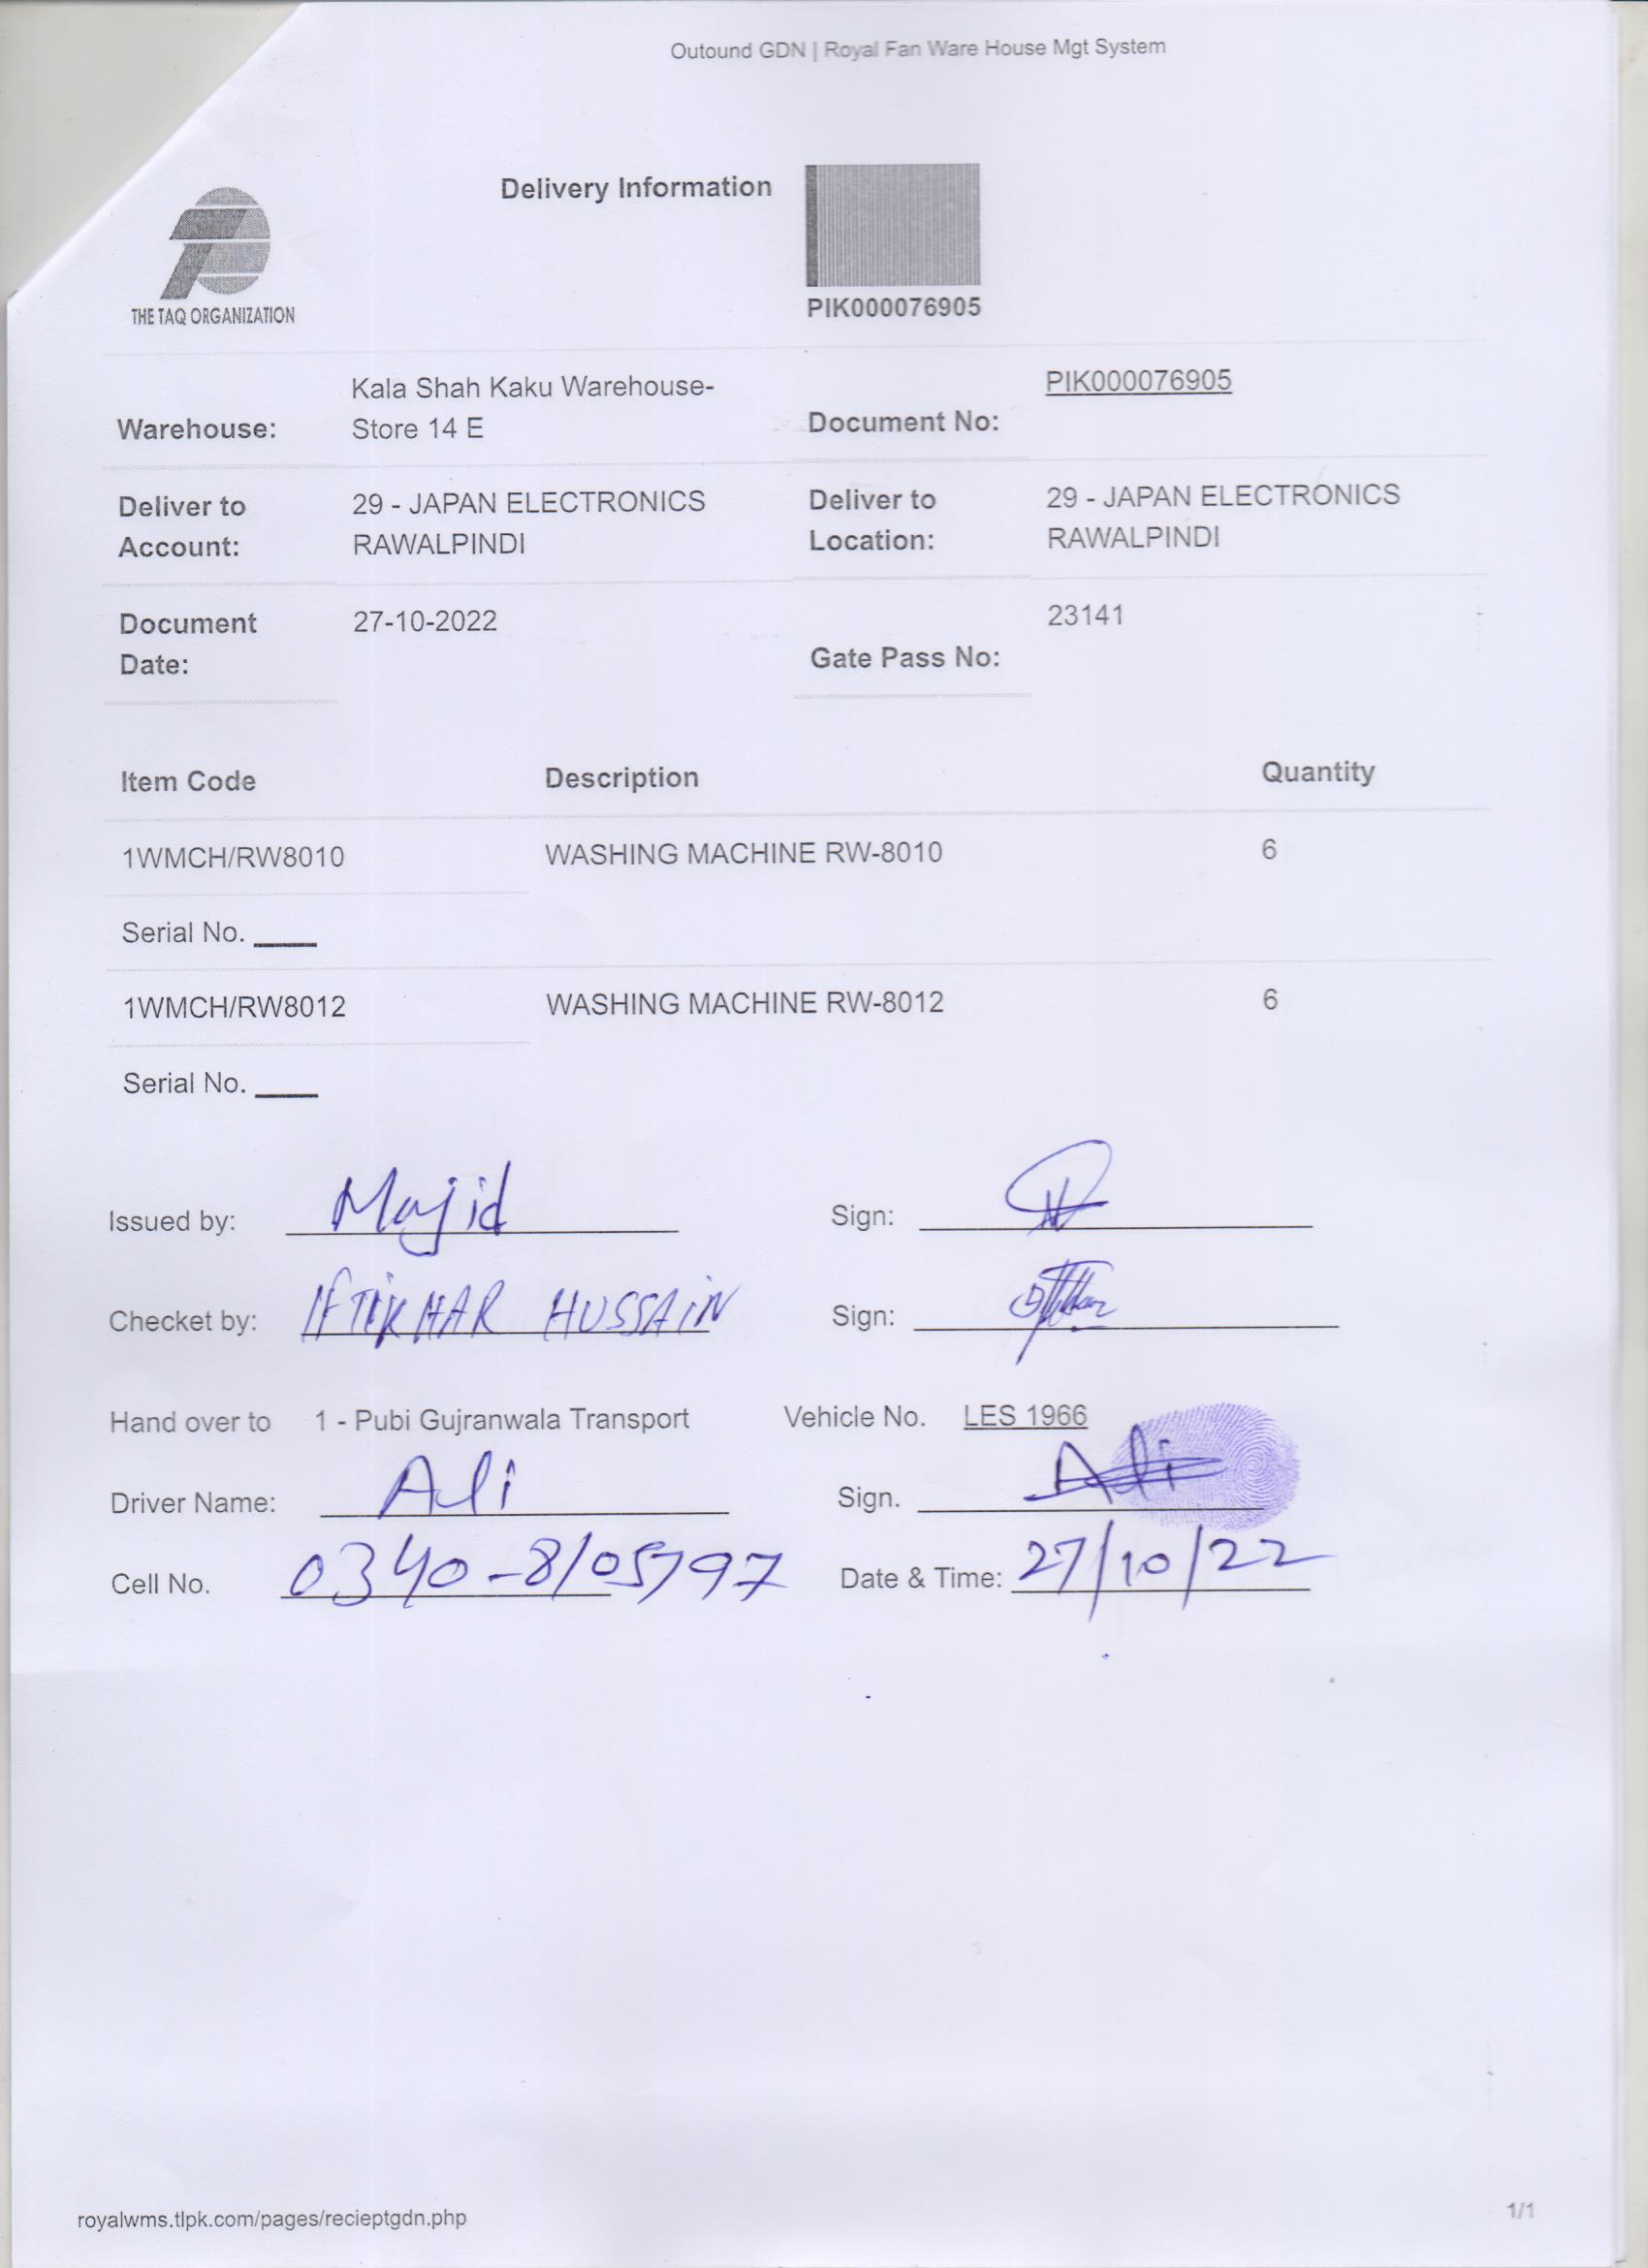 Outound GDN | Royal Fan Ware House Mgt System
Delivery Information
THE TAQ ORGANIZATION
PIK000076905
Warehouse: Kala Shah Kaku Warehouse-
Store 14 E
Document No: PIK000076905
Deliver to Account: 29 - JAPAN ELECTRONICS
RAWALPINDI
Deliver to Location: 29 - JAPAN ELECTRONICS
RAWALPINDI
Document Date: 27-10-2022
Gate Pass No: 23141
Item Code Description Quantity
1WMCH/RW8010 WASHING MACHINE RW-8010 6
Serial No. ____
1WMCH/RW8012 WASHING MACHINE RW-8012 6
Serial No. ____
Issued by: Majid Sign:
Checket by: IFTIKHAR HUSSAIN Sign:
Hand over to 1 - Pubi Gujranwala Transport Vehicle No. LES 1966
Driver Name: Ali Sign. Ali
Cell No. 0340-8105797 Date & Time: 27/10/22
royalwms.tlpk.com/pages/recieptgdn.php 1/1